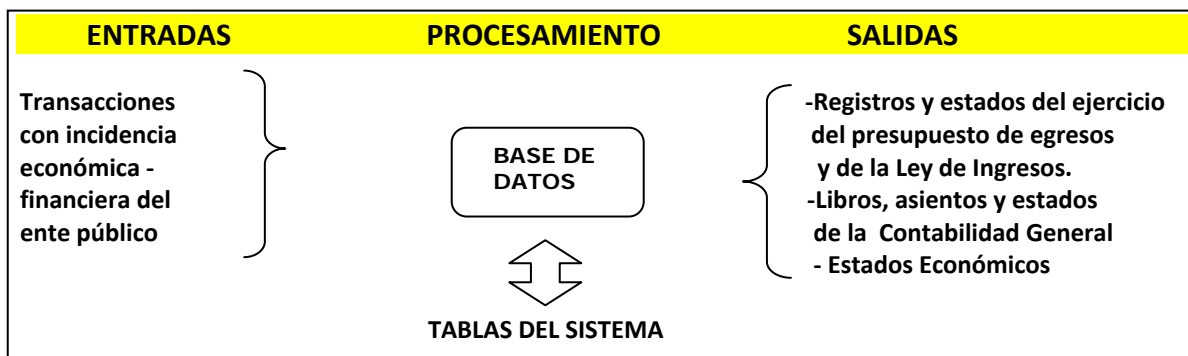 ENTRADAS PROCESAMIENTO SALIDAS
Transacciones
con incidencia
económica -
financiera del
ente público
BASE DE
DATOS
TABLAS DEL SISTEMA
-Registros y estados del ejercicio
del presupuesto de egresos
y de la Ley de Ingresos.
-Libros, asientos y estados
de la Contabilidad General
- Estados Económicos